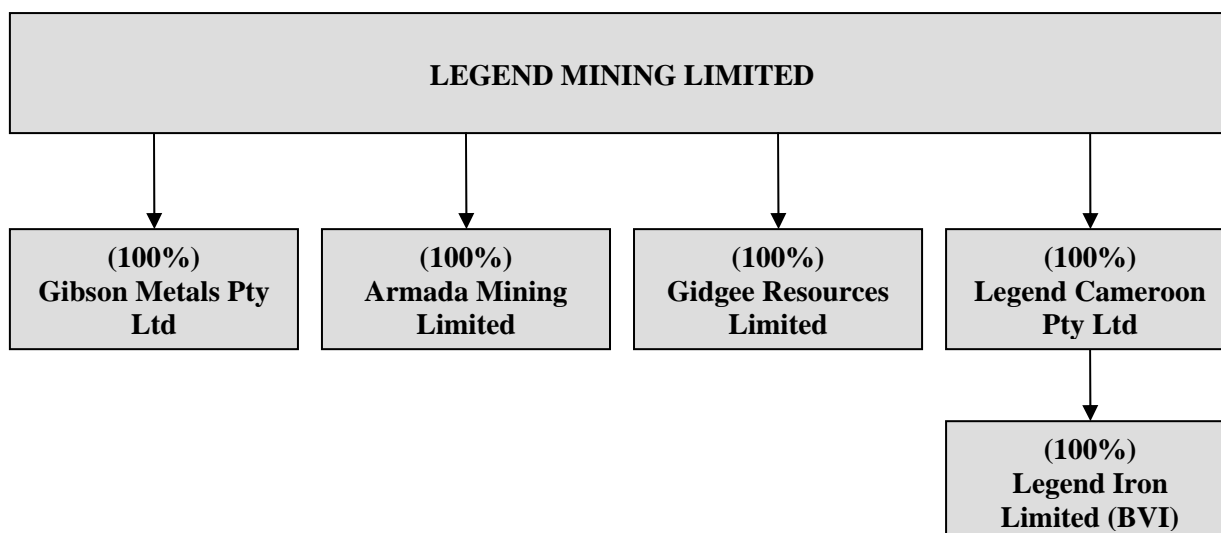 LEGEND MINING LIMITED
(100%)
Gibson Metals Pty
Ltd
(100%)
Armada Mining
Limited
(100%)
Gidgee Resources
Limited
(100%)
Legend Cameroon
Pty Ltd
(100%)
Legend Iron
Limited (BVI)